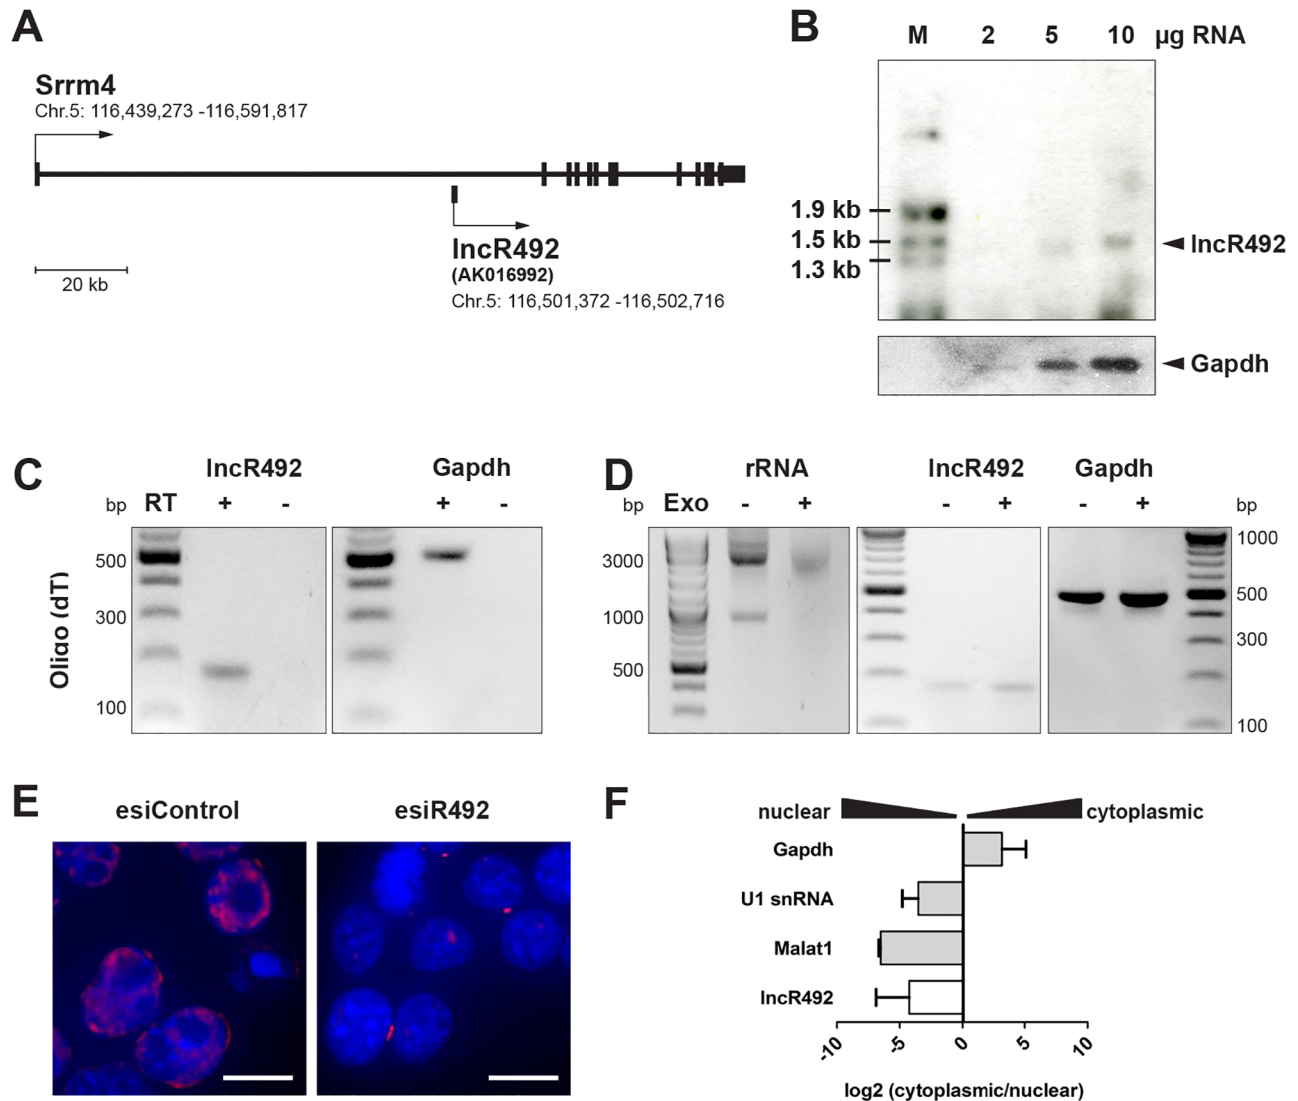 A
Srrm4
Chr.5: 116,439,273 -116,591,817
lncR492
(AK016992)
Chr.5: 116,501,372 -116,502,716
20 kb
B
M 2 5 10 µg RNA
1.9 kb
1.5 kb
1.3 kb
lncR492
Gapdh
C
lncR492 Gapdh
bp RT + - + -
500
300
100
Oligo (dT)
D
rRNA lncR492 Gapdh
bp Exo - + - + - + bp
3000
1000
500
1000
500
300
100
E
esiControl esiR492
F
nuclear cytoplasmic
Gapdh
U1 snRNA
Malat1
lncR492
-10 -5 0 5 10
log2 (cytoplasmic/nuclear)